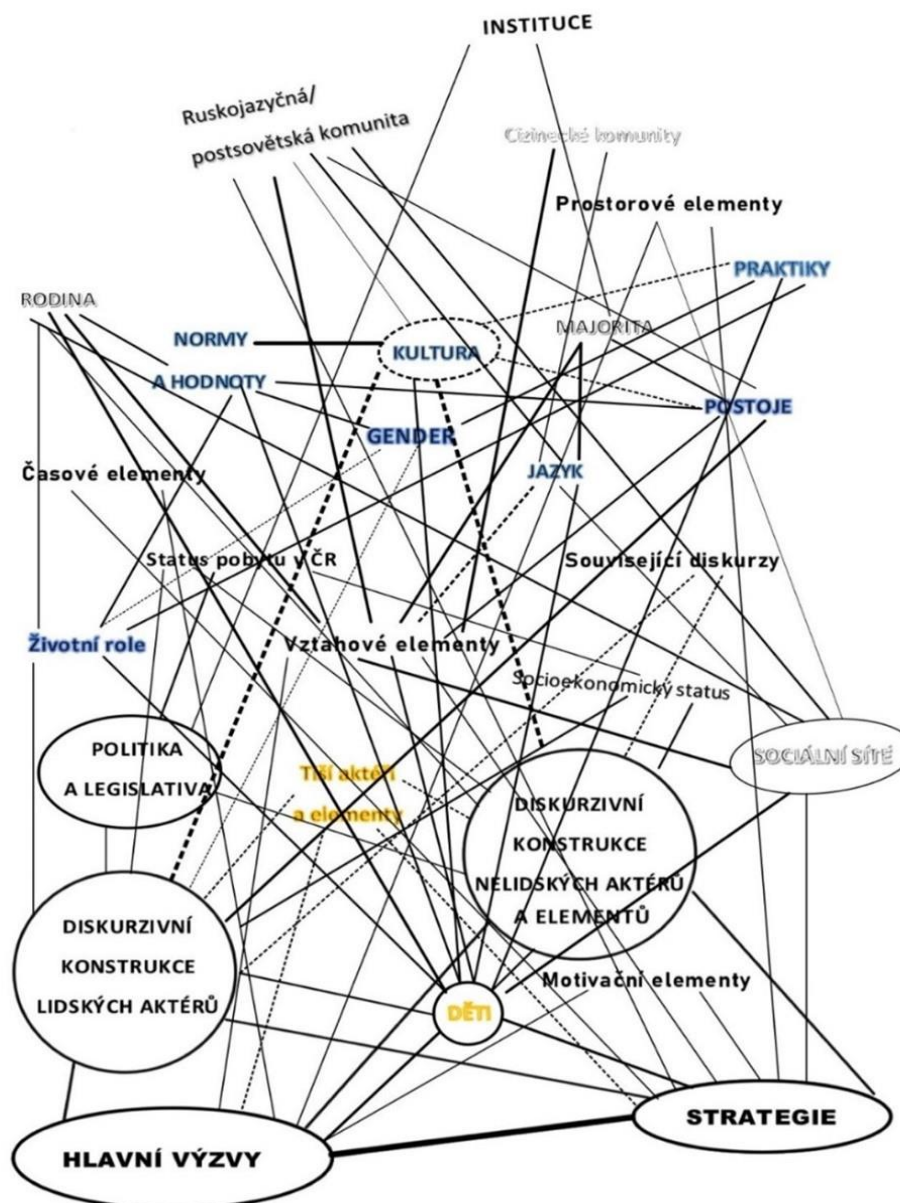 INSTITUCE
Ruskojazyčná/
postsovětská komunita
Cizinecké komunity
Prostorové elementy
PRAKTIKY
RODINA
MAJORITA
NORMY
KULTURA
A HODNOTY
POSTOJE
GENDER
JAZYK
Časové elementy
Status pobytu v ČR
Související diskurzy
Životní role
Vztahové elementy
Socioekonomický status
POLITIKA
A LEGISLATIVA
SOCIÁLNÍ SÍTĚ
Tiší aktéři
a elementy
DISKURZIVNÍ
KONSTRUKCE
NELIDSKÝCH AKTÉRŮ
A ELEMENTŮ
DISKURZIVNÍ
KONSTRUKCE
LIDSKÝCH AKTÉRŮ
Motivační elementy
DĚTI
STRATEGIE
HLAVNÍ VÝZVY